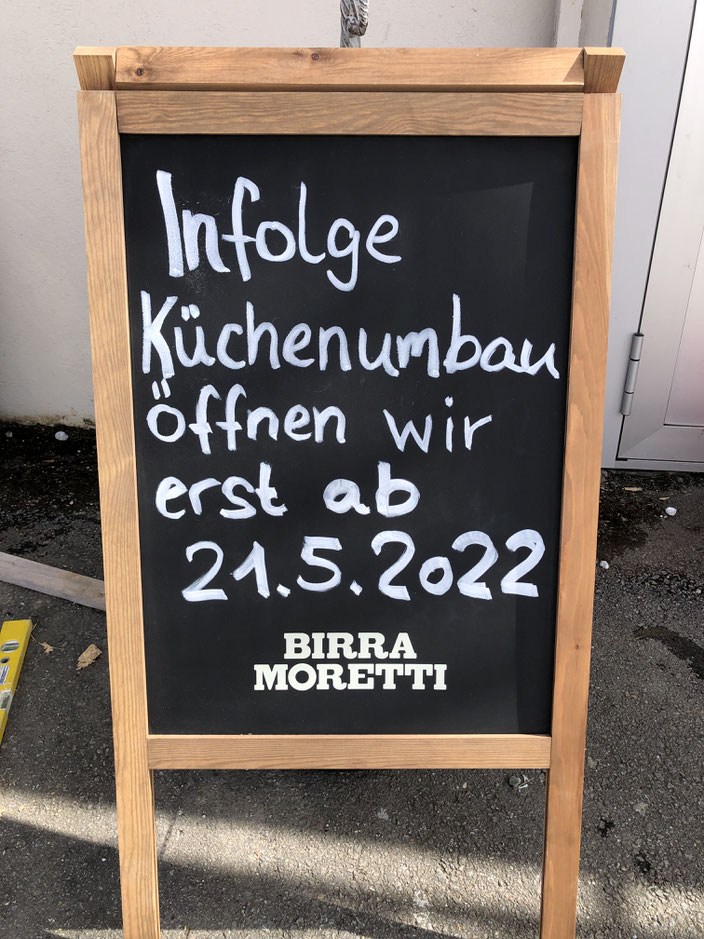 Infolge
Küchenumbau
Öffnen wir
erst ab
21.5.2022
BIRRA
MORETTI